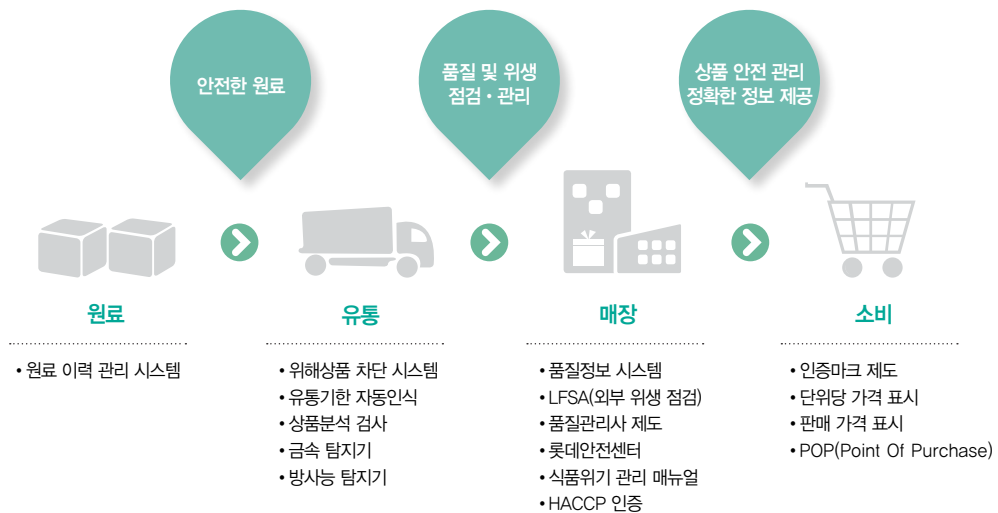 안전한 원료
품질 및 위생
점검·관리
상품 안전 관리
정확한 정보 제공
원료
• 원료 이력 관리 시스템
유통
• 위해상품 차단 시스템
• 유통기한 자동인식
• 상품분석 검사
• 금속 탐지기
• 방사능 탐지기
매장
• 품질정보 시스템
• LFSA(외부 위생 점검)
• 품질관리사 제도
• 롯데안전센터
• 식품위기 관리 매뉴얼
• HACCP 인증
소비
• 인증마크 제도
• 단위당 가격 표시
• 판매 가격 표시
• POP(Point Of Purchase)